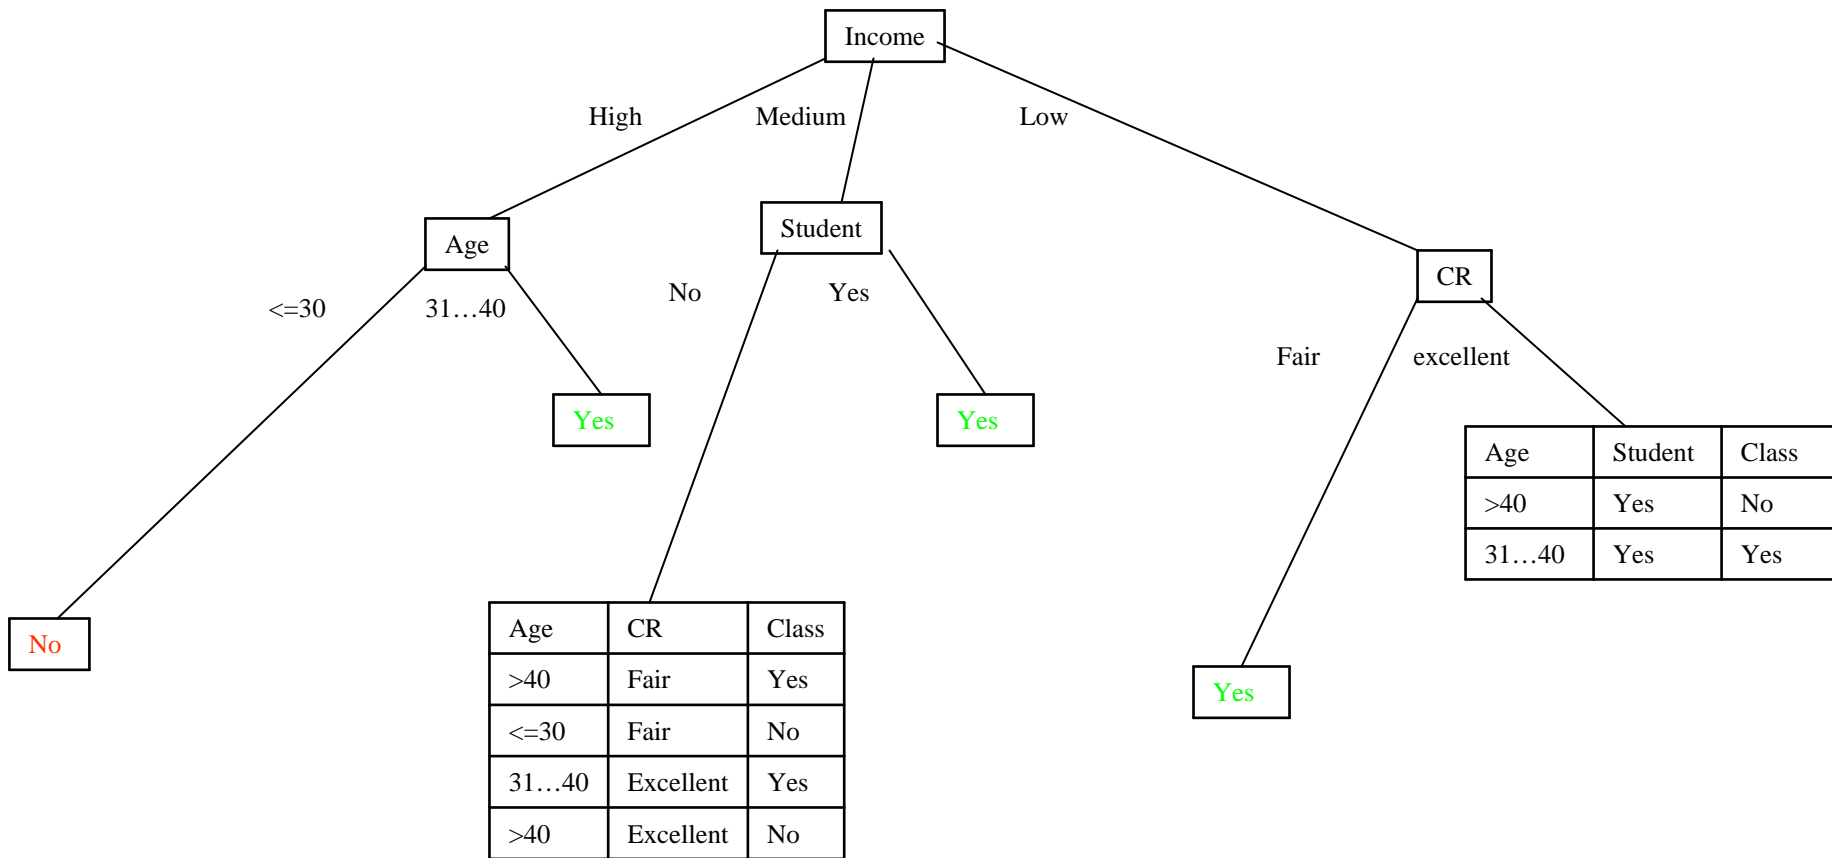 Income
High Medium Low
Age Student CR
<=30 31…40 No Yes Fair excellent
Yes Yes
Age Student Class
>40 Yes No
31…40 Yes Yes
No
Age CR Class
>40 Fair Yes
<=30 Fair No
31…40 Excellent Yes
>40 Excellent No
Yes